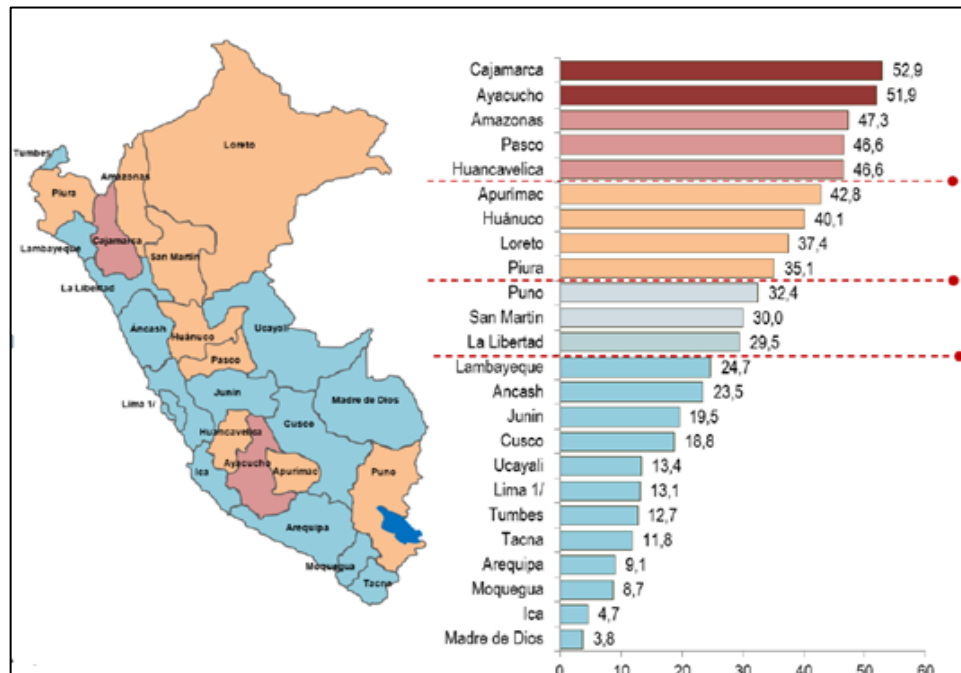 Loreto
Tumbes
Amazonas
Piura
Cajamarca
Lambayeque
San Martin
La Libertad
Ancash
Huánuco
Ucayali
Pasco
Lima 1/
Junín
Madre de Dios
Cusco
Huancavelica
Ayacucho
Apurimac
Ica
Puno
Arequipa
Moquegua
Tacna
Cajamarca 52,9
Ayacucho 51,9
Amazonas 47,3
Pasco 46,6
Huancavelica 46,6
Apurimac 42,8
Huánuco 40,1
Loreto 37,4
Piura 35,1
Puno 32,4
San Martin 30,0
La Libertad 29,5
Lambayeque 24,7
Ancash 23,5
Junin 19,5
Cusco 18,8
Ucayali 13,4
Lima 1/ 13,1
Tumbes 12,7
Tacna 11,8
Arequipa 9,1
Moquegua 8,7
Ica 4,7
Madre de Dios 3,8
0 10 20 30 40 50 60